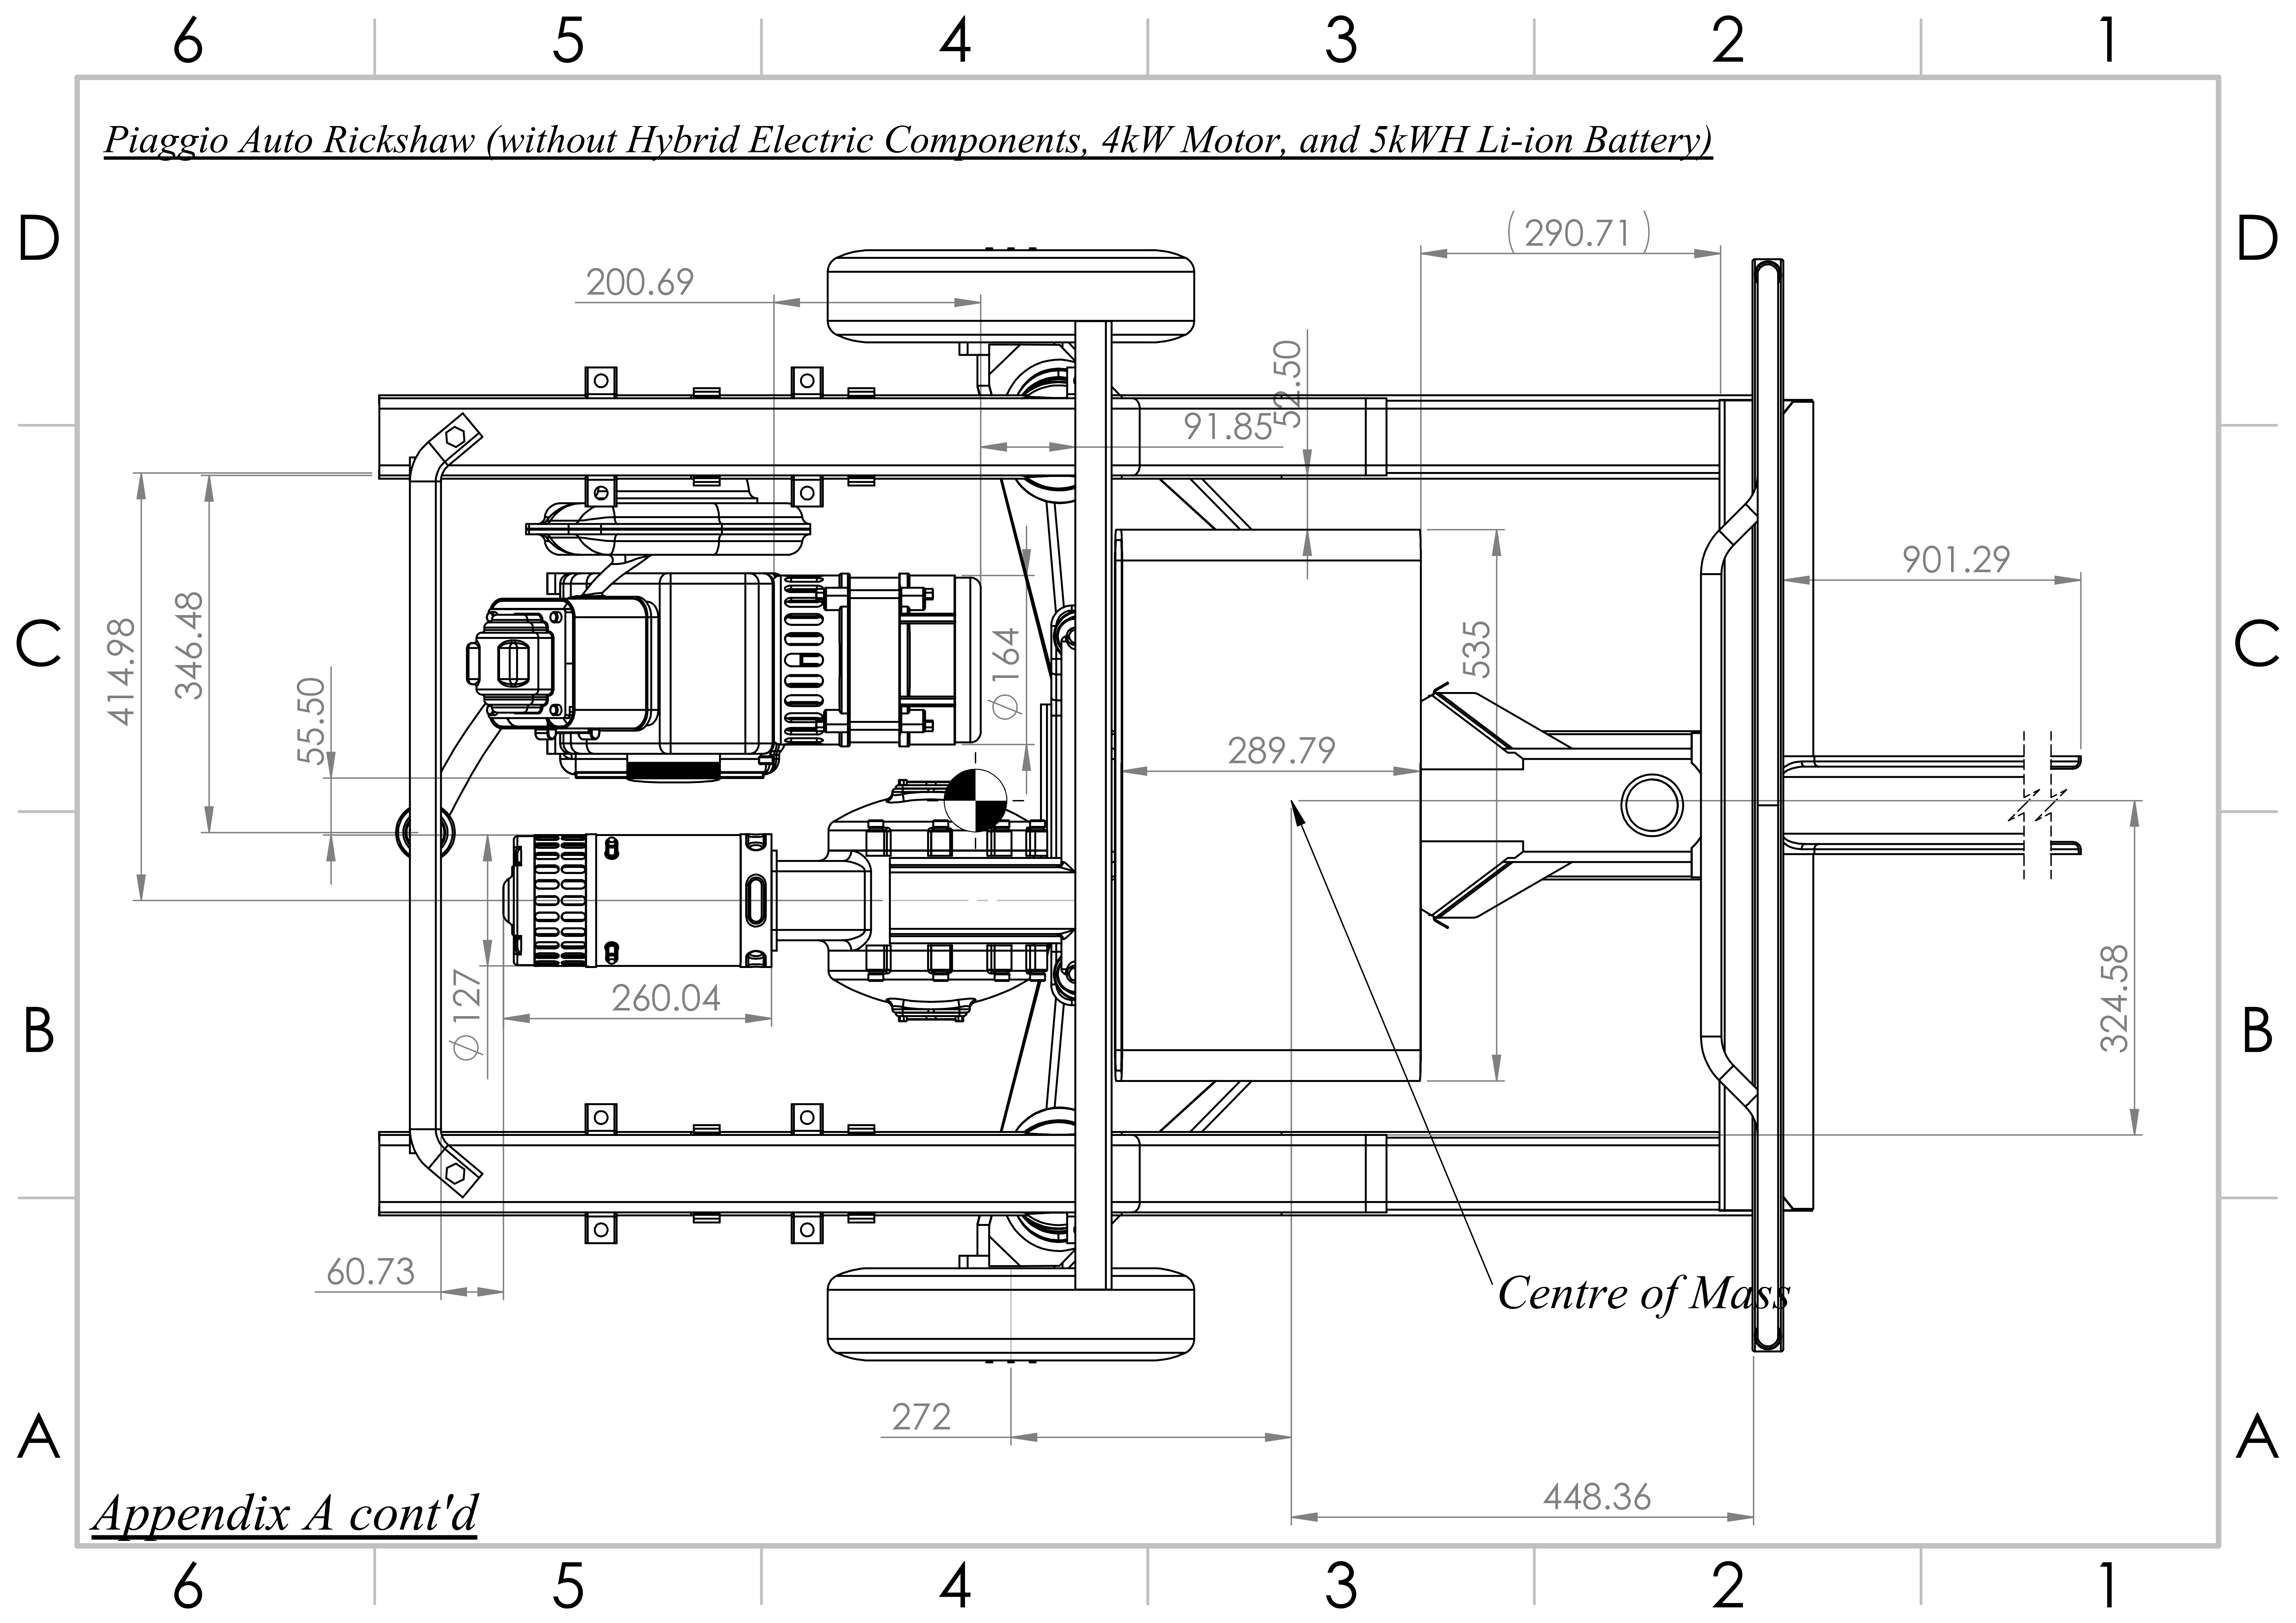 6 5 4 3 2 1
Piaggio Auto Rickshaw (without Hybrid Electric Components, 4kW Motor, and 5kWH Li-ion Battery)
D D
(290.71)
200.69
52.50
91.85
901.29
C C
414.98
346.48
55.50
⌀164
535
289.79
B B
⌀127
260.04
324.58
60.73
Centre of Mass
272
A A
448.36
Appendix A cont'd
6 5 4 3 2 1